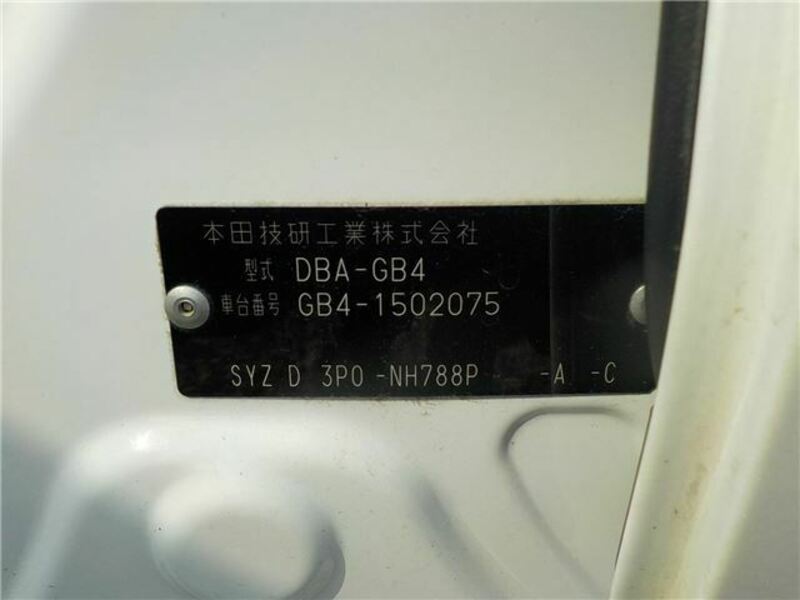 本田技研工業株式会社
型式 DBA-GB4
車台番号 GB4-1502075
SYZ D 3P0 -NH788P -A -C